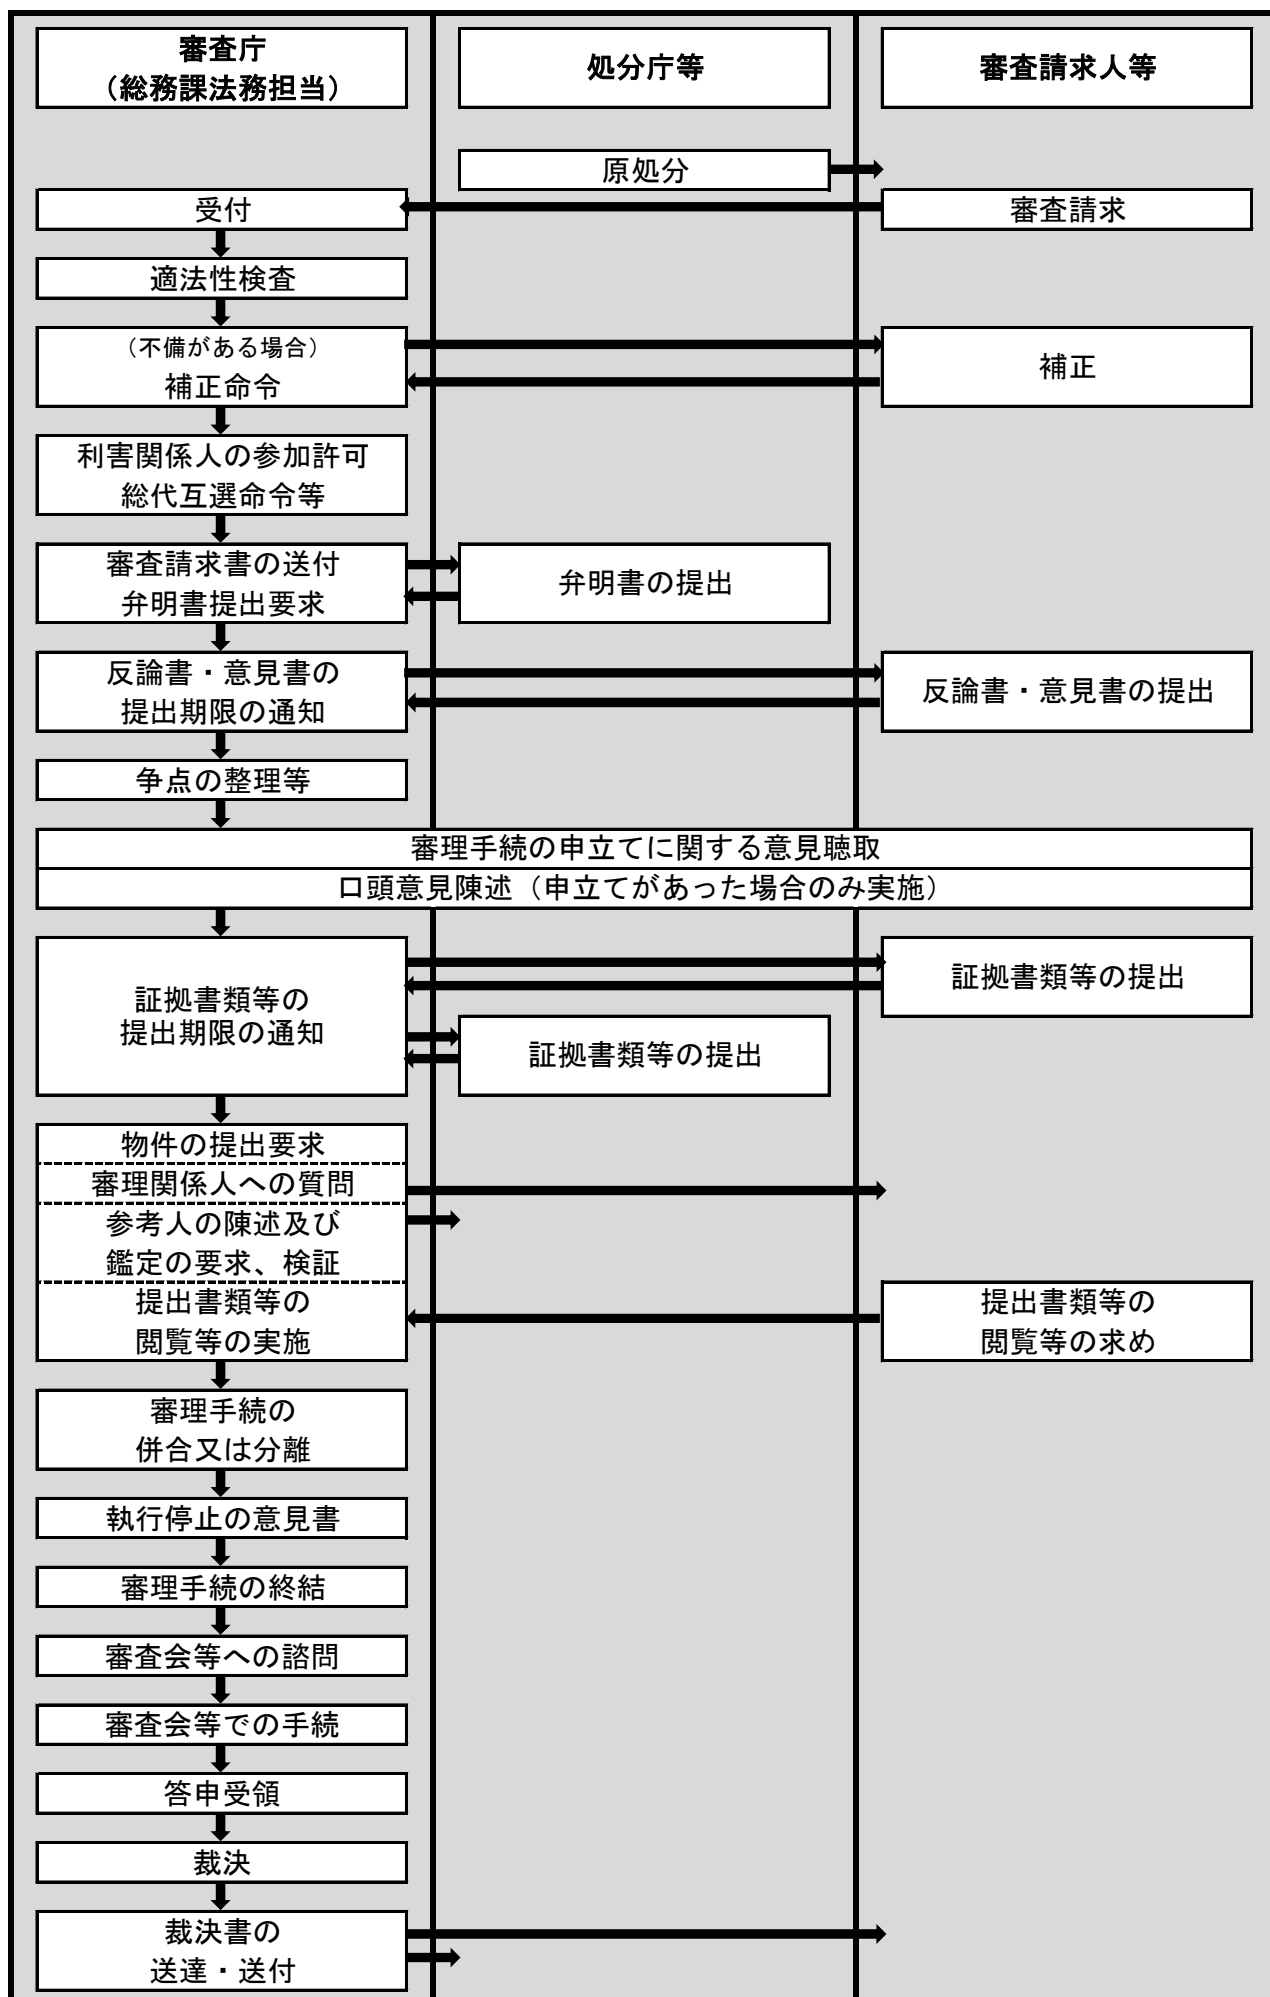 審査庁
（総務課法務担当）
処分庁等
審査請求人等
原処分
受付
審査請求
適法性検査
（不備がある場合）
補正命令
補正
利害関係人の参加許可
総代互選命令等
審査請求書の送付
弁明書提出要求
弁明書の提出
反論書・意見書の
提出期限の通知
反論書・意見書の提出
争点の整理等
審理手続の申立てに関する意見聴取
口頭意見陳述（申立てがあった場合のみ実施）
証拠書類等の
提出期限の通知
証拠書類等の提出
証拠書類等の提出
物件の提出要求
審理関係人への質問
参考人の陳述及び
鑑定の要求、検証
提出書類等の
閲覧等の実施
提出書類等の
閲覧等の求め
審理手続の
併合又は分離
執行停止の意見書
審理手続の終結
審査会等への諮問
審査会等での手続
答申受領
裁決
裁決書の
送達・送付